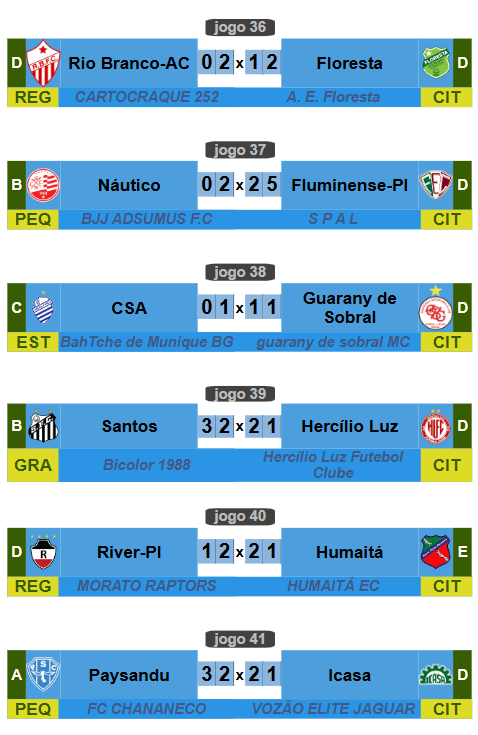 jogo 36
D Rio Branco-AC 0 2 x 1 2 Floresta D
REG CARTOCRAQUE 252 A. E. Floresta CIT
jogo 37
B Náutico 0 2 x 2 5 Fluminense-PI D
PEQ BJJ ADSUMUS F.C S P A L CIT
jogo 38
C CSA 0 1 x 1 1 Guarany de
Sobral D
EST BahTche de Munique BG guarany de sobral MC CIT
jogo 39
B Santos 3 2 x 2 1 Hercílio Luz D
GRA Bicolor 1988 Hercílio Luz Futebol
Clube CIT
jogo 40
D River-PI 1 2 x 2 1 Humaitá E
REG MORATO RAPTORS HUMAITÁ EC CIT
jogo 41
A Paysandu 3 2 x 2 1 Icasa D
PEQ FC CHANANECO VOZÃO ELITE JAGUAR CIT